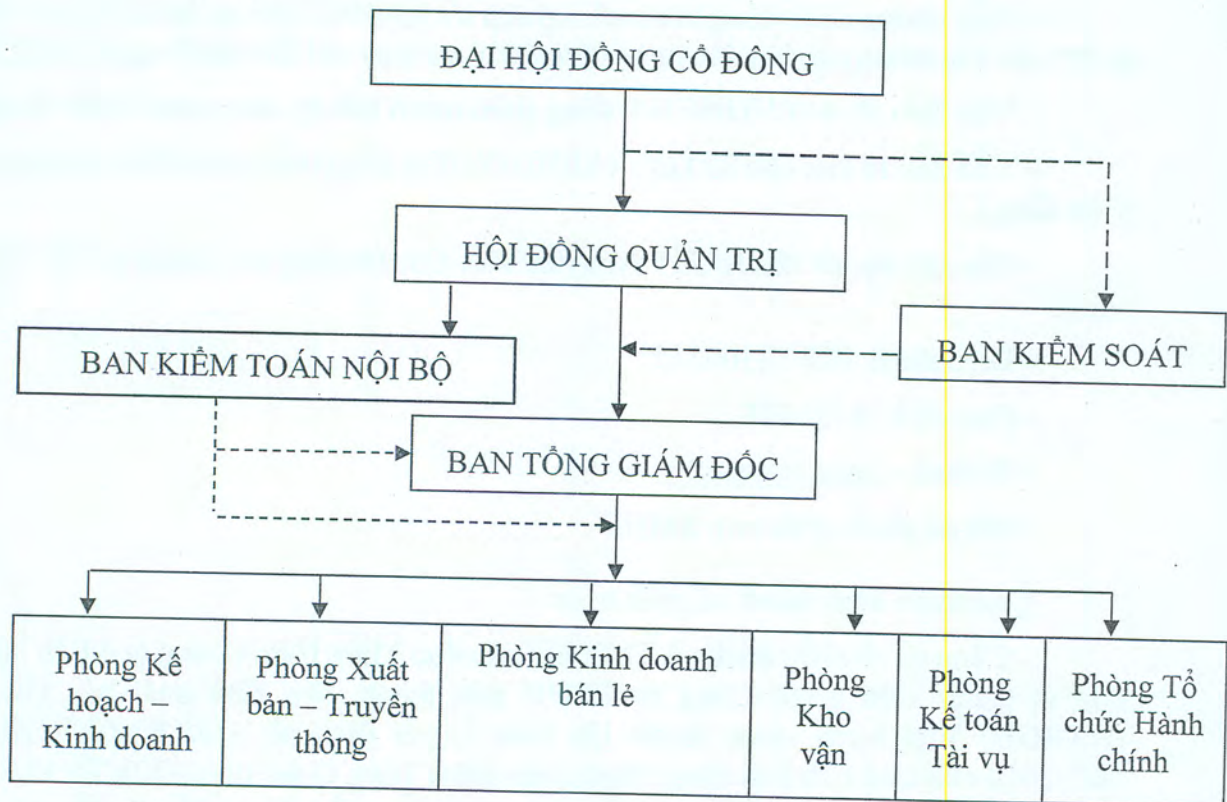 ĐẠI HỘI ĐỒNG CỔ ĐÔNG
HỘI ĐỒNG QUẢN TRỊ
BAN KIỂM TOÁN NỘI BỘ
BAN KIỂM SOÁT
BAN TỔNG GIÁM ĐỐC
Phòng Kế
hoạch –
Kinh doanh
Phòng Xuất
bản – Truyền
thông
Phòng Kinh doanh
bán lẻ
Phòng
Kho
vận
Phòng
Kế toán
Tài vụ
Phòng Tổ
chức Hành
chính